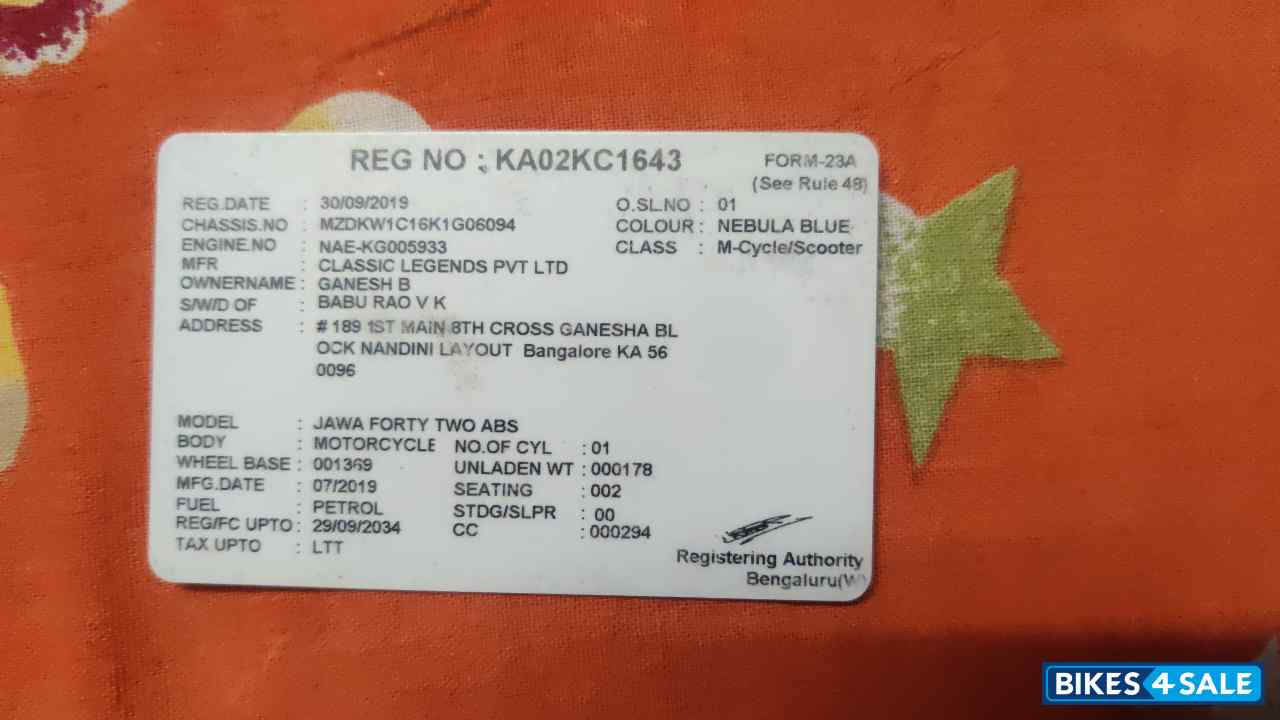 REG NO : KA02KC1643
FORM-23A
(See Rule 48)
REG.DATE : 30/09/2019 O.SL.NO : 01
CHASSIS.NO : MZDKW1C16K1G06094 COLOUR : NEBULA BLUE
ENGINE.NO : NAE-KG005933 CLASS : M-Cycle/Scooter
MFR : CLASSIC LEGENDS PVT LTD
OWNERNAME : GANESH B
S/W/D OF : BABU RAO V K
ADDRESS : # 189 1ST MAIN 8TH CROSS GANESHA BL
OCK NANDINI LAYOUT Bangalore KA 56
0096
MODEL : JAWA FORTY TWO ABS
BODY : MOTORCYCLE NO.OF CYL : 01
WHEEL BASE : 001369 UNLADEN WT : 000178
MFG.DATE : 07/2019 SEATING : 002
FUEL : PETROL STDG/SLPR : 00
REG/FC UPTO : 29/09/2034 CC : 000294
TAX UPTO : LTT
Registering Authority
Bengaluru(W
BIKES4SALE